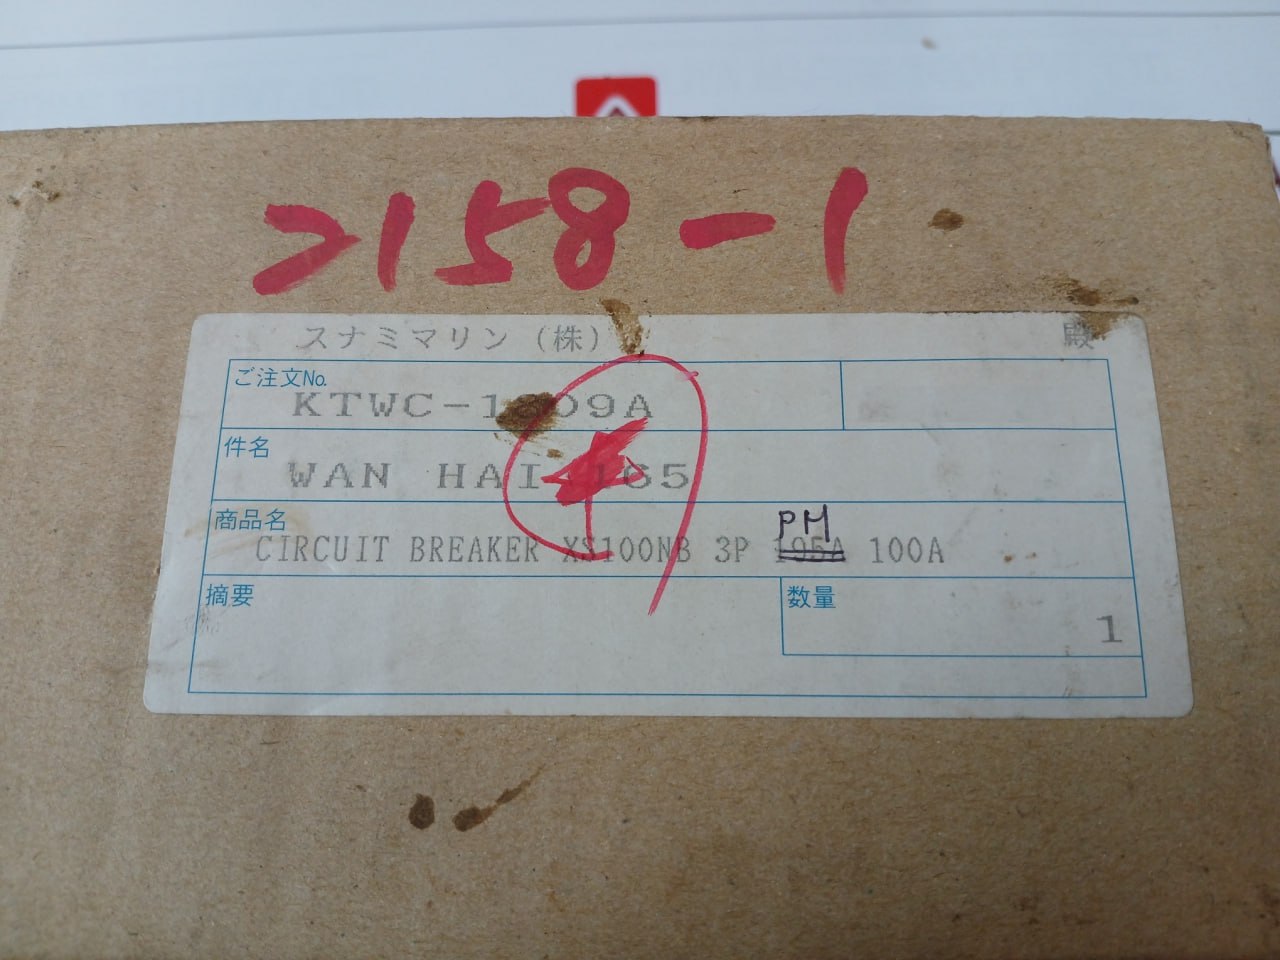 2158-1
スナミマリン (株) 殿
ご注文No.
件名
WAN HAI
商品名
PM
CIRCUIT BREAKER XS100NB 3P 105A 100A
摘要
数量
1